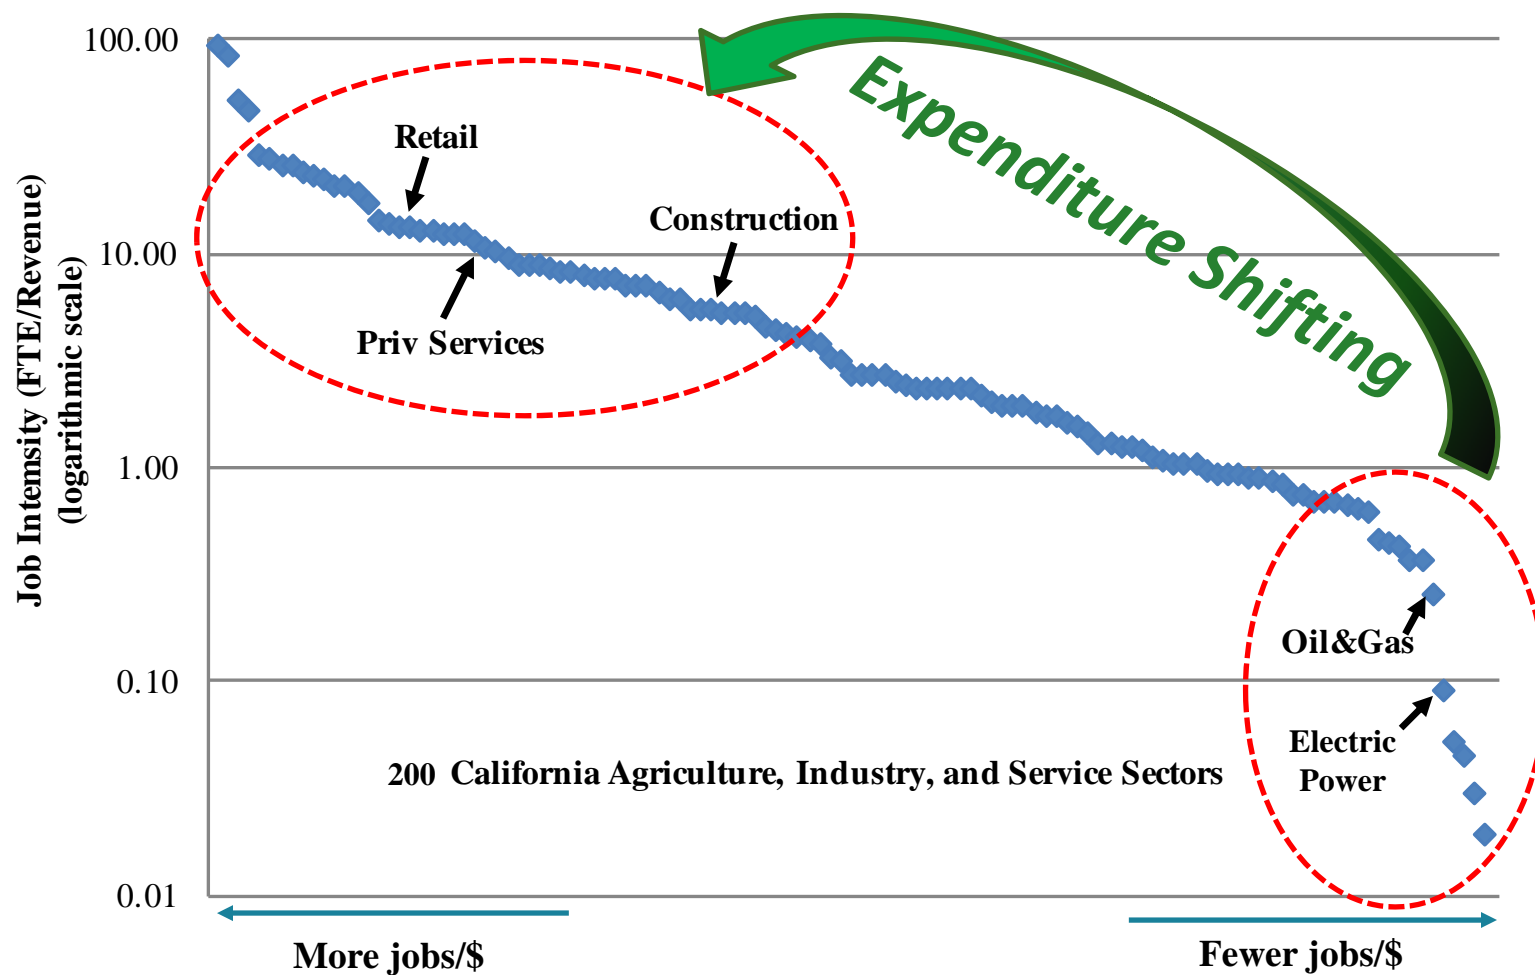 100.00
10.00
1.00
0.10
0.01
Job Intensity (FTE/Revenue)
(logarithmic scale)
Expenditure Shifting
Retail
Construction
Priv Services
Oil&Gas
Electric
Power
200 California Agriculture, Industry, and Service Sectors
More jobs/$
Fewer jobs/$